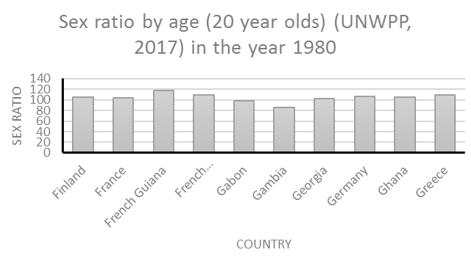 Sex ratio by age (20 year olds) (UNWPP,
2017) in the year 1980
SEX RATIO
140
120
100
80
60
40
20
0
Finland
France
French Guiana
French...
Gabon
Gambia
Georgia
Germany
Ghana
Greece
COUNTRY